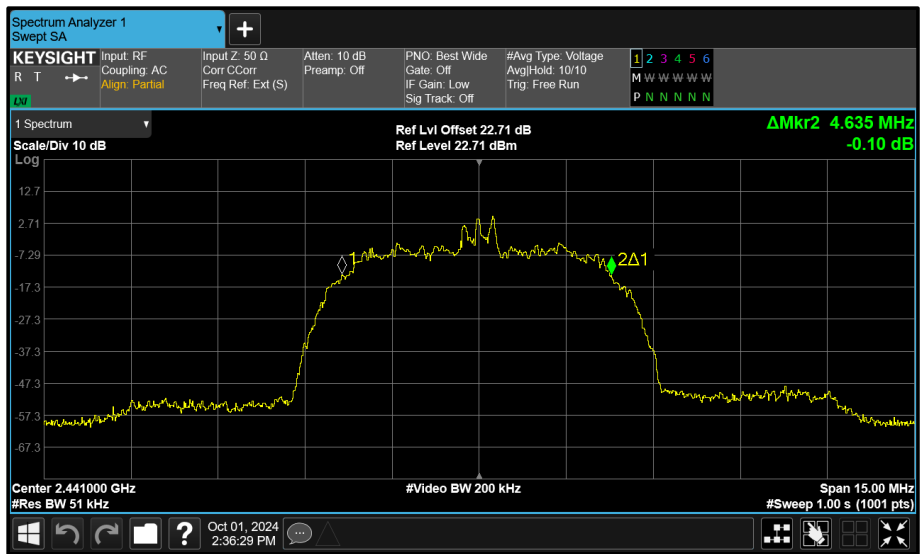 Spectrum Analyzer 1
Swept SA
+
KEYSIGHT
R T
LXI
Input: RF
Coupling: AC
Align: Partial
Input Z: 50 Ω
Corr CCorr
Freq Ref: Ext (S)
Atten: 10 dB
Preamp: Off
PNO: Best Wide
Gate: Off
IF Gain: Low
Sig Track: Off
#Avg Type: Voltage
Avg|Hold: 10/10
Trig: Free Run
1 2 3 4 5 6
M W W W W W
P N N N N N
1 Spectrum
Scale/Div 10 dB
Ref Lvl Offset 22.71 dB
Ref Level 22.71 dBm
ΔMkr2 4.635 MHz
-0.10 dB
Log
12.7
2.71
-7.29
-17.3
-27.3
-37.3
-47.3
-57.3
-67.3
1
2Δ1
Center 2.441000 GHz
#Video BW 200 kHz
Span 15.00 MHz
#Res BW 51 kHz
#Sweep 1.00 s (1001 pts)
?
Oct 01, 2024
2:36:29 PM